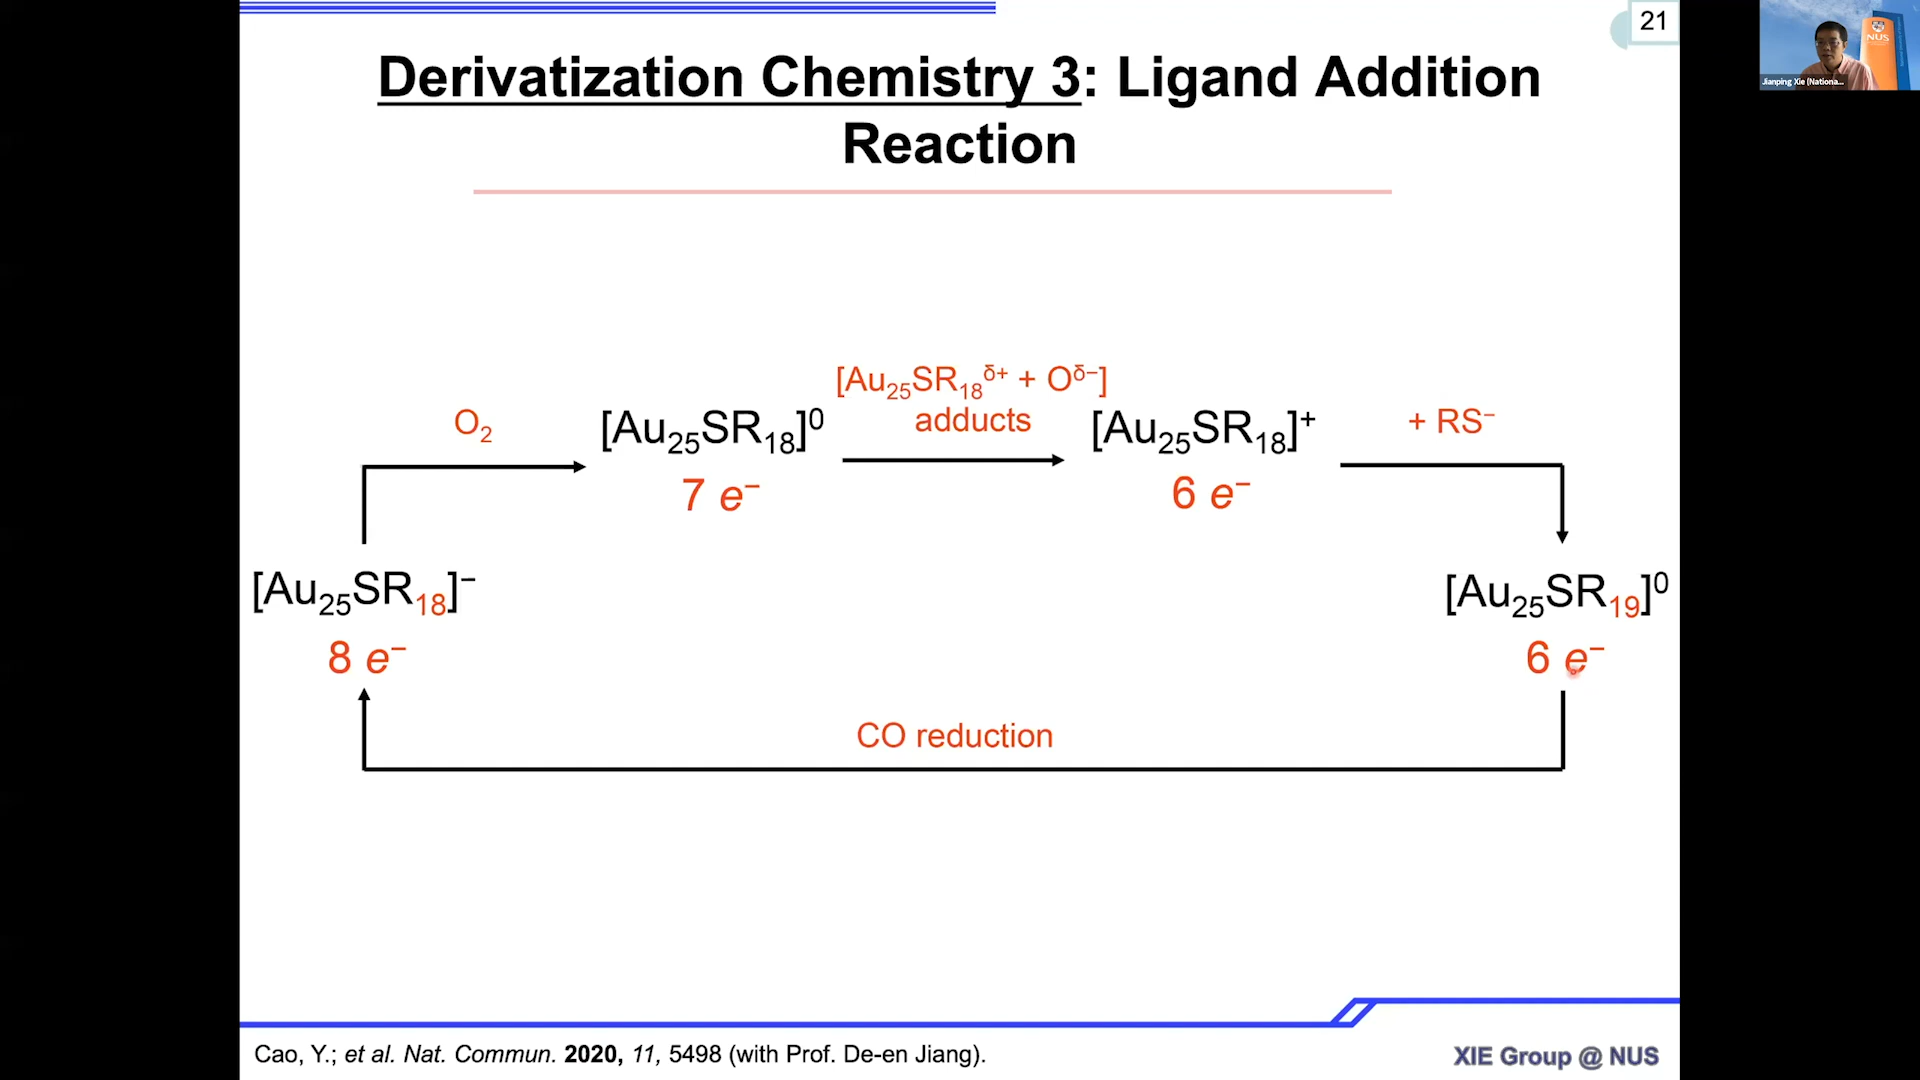 21
NUS
Jianping Xie (Nationa...
Derivatization Chemistry 3: Ligand Addition
Reaction
O₂
[Au₂₅SR₁₈]⁰
7 e⁻
[Au₂₅SR₁₈^δ+ + O^δ−]
adducts
[Au₂₅SR₁₈]⁺
6 e⁻
+ RS⁻
[Au₂₅SR₁₈]⁻
8 e⁻
[Au₂₅SR₁₉]⁰
6 e⁻
CO reduction
Cao, Y.; et al. Nat. Commun. 2020, 11, 5498 (with Prof. De-en Jiang).
XIE Group @ NUS